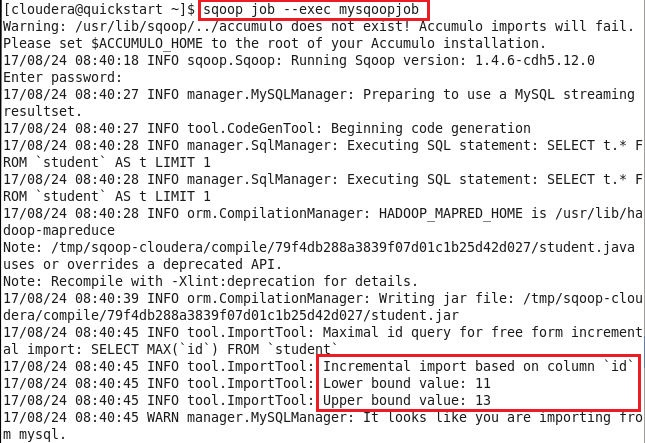 [cloudera@quickstart ~]$ sqoop job --exec mysqoopjob
Warning: /usr/lib/sqoop/../accumulo does not exist! Accumulo imports will fail.
Please set $ACCUMULO_HOME to the root of your Accumulo installation.
17/08/24 08:40:18 INFO sqoop.Sqoop: Running Sqoop version: 1.4.6-cdh5.12.0
Enter password:
17/08/24 08:40:27 INFO manager.MySQLManager: Preparing to use a MySQL streaming
resultset.
17/08/24 08:40:27 INFO tool.CodeGenTool: Beginning code generation
17/08/24 08:40:28 INFO manager.SqlManager: Executing SQL statement: SELECT t.* F
ROM `student` AS t LIMIT 1
17/08/24 08:40:28 INFO manager.SqlManager: Executing SQL statement: SELECT t.* F
ROM `student` AS t LIMIT 1
17/08/24 08:40:28 INFO orm.CompilationManager: HADOOP_MAPRED_HOME is /usr/lib/ha
doop-mapreduce
Note: /tmp/sqoop-cloudera/compile/79f4db288a3839f07d01c1b25d42d027/student.java
uses or overrides a deprecated API.
Note: Recompile with -Xlint:deprecation for details.
17/08/24 08:40:39 INFO orm.CompilationManager: Writing jar file: /tmp/sqoop-clou
dera/compile/79f4db288a3839f07d01c1b25d42d027/student.jar
17/08/24 08:40:45 INFO tool.ImportTool: Maximal id query for free form increment
al import: SELECT MAX(`id`) FROM `student`
17/08/24 08:40:45 INFO tool.ImportTool: Incremental import based on column `id`
17/08/24 08:40:45 INFO tool.ImportTool: Lower bound value: 11
17/08/24 08:40:45 INFO tool.ImportTool: Upper bound value: 13
17/08/24 08:40:45 WARN manager.MySQLManager: It looks like you are importing fro
m mysql.